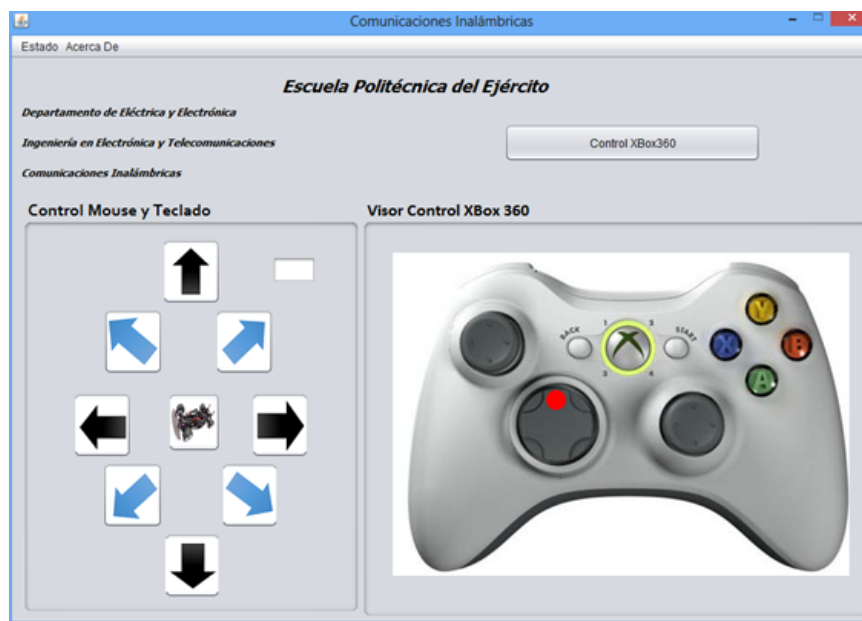 Comunicaciones Inalámbricas
Estado Acerca De
Escuela Politécnica del Ejército
Departamento de Eléctrica y Electrónica
Ingeniería en Electrónica y Telecomunicaciones
Control XBox360
Comunicaciones Inalámbricas
Control Mouse y Teclado
Visor Control XBox 360
1 2
BACK START
3 4
Y
X B
A